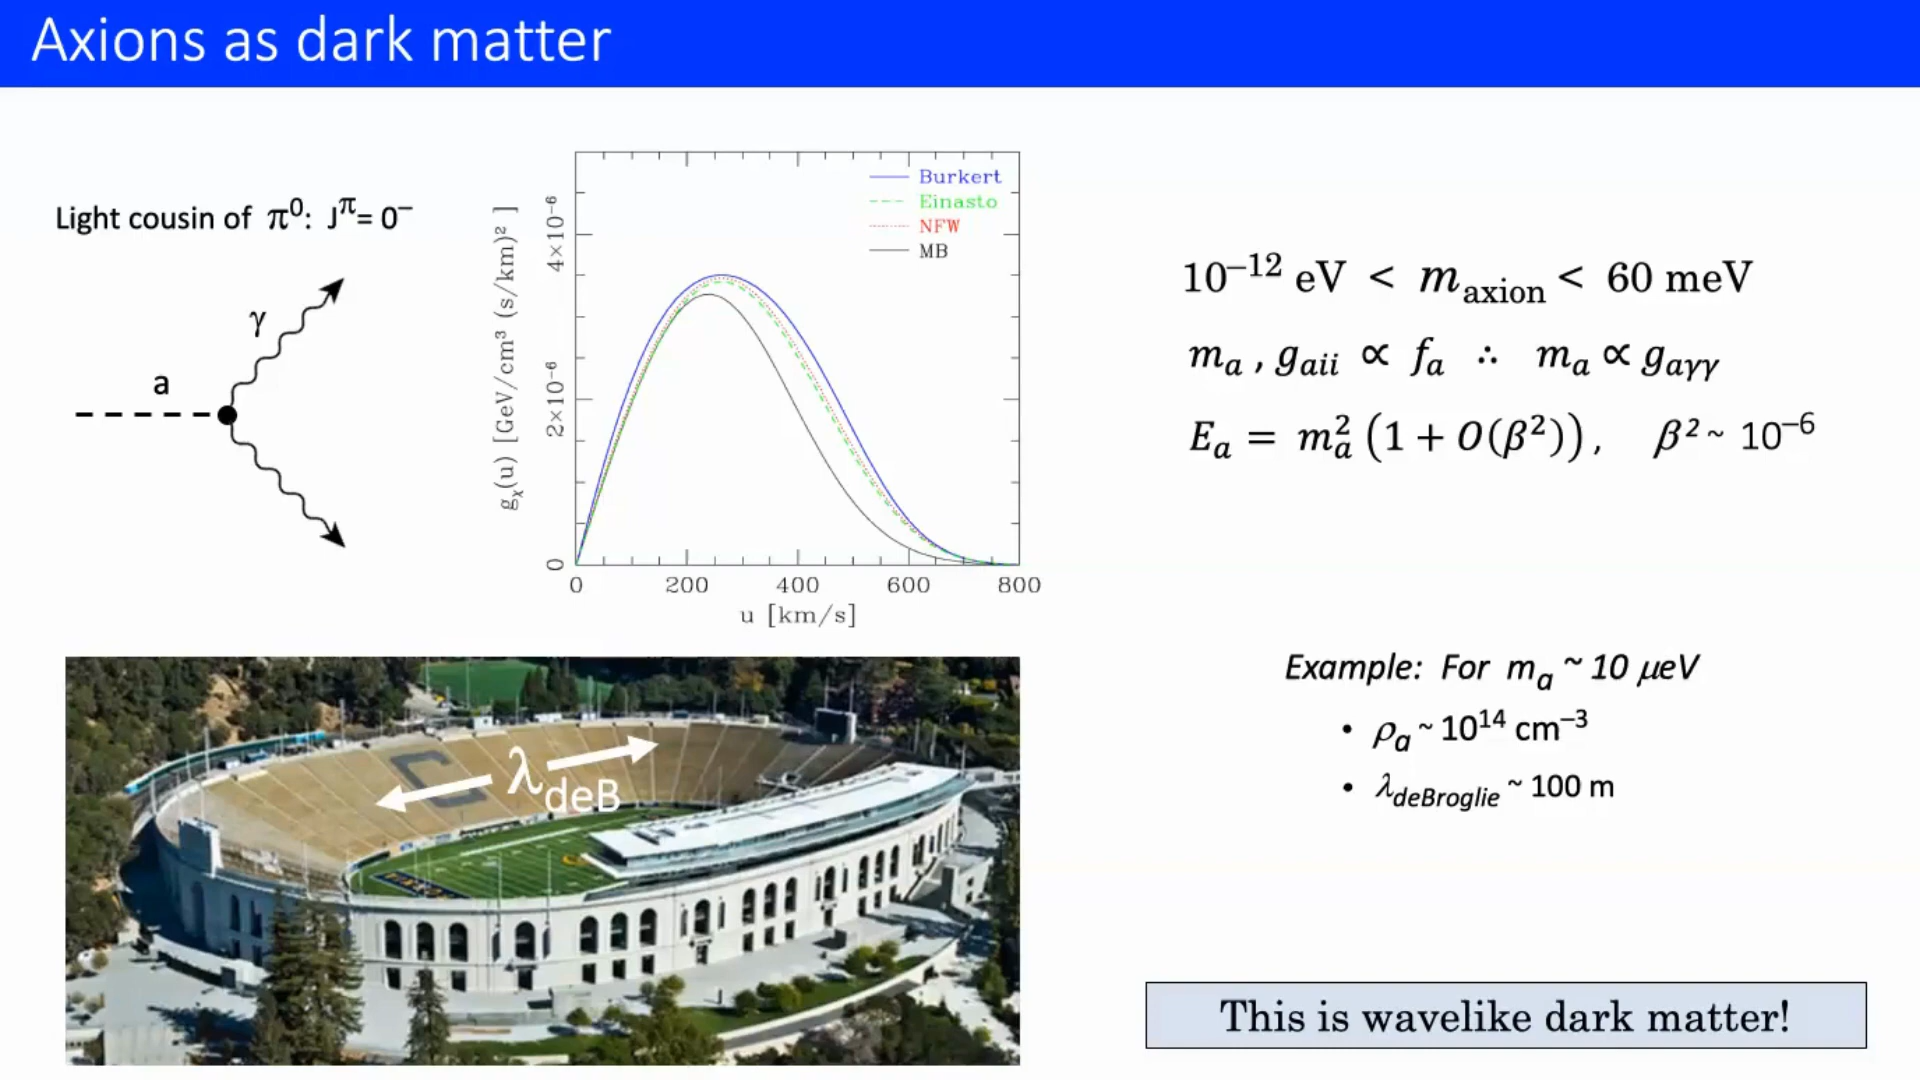 Axions as dark matter
Light cousin of π⁰: Jπ = 0⁻
γ
a
Burkert
Einasto
NFW
MB
gχ(u) [GeV/cm³ (s/km)²]
4×10⁻⁶
2×10⁻⁶
0
0 200 400 600 800
u [km/s]
10⁻¹² eV < m_axion < 60 meV
m_a , g_aii ∝ f_a ∴ m_a ∝ g_aγγ
E_a = m_a² (1 + O(β²)), β² ~ 10⁻⁶
C
λ_deB
Example: For m_a ~ 10 μeV
• ρ_a ~ 10¹⁴ cm⁻³
• λ_deBroglie ~ 100 m
This is wavelike dark matter!